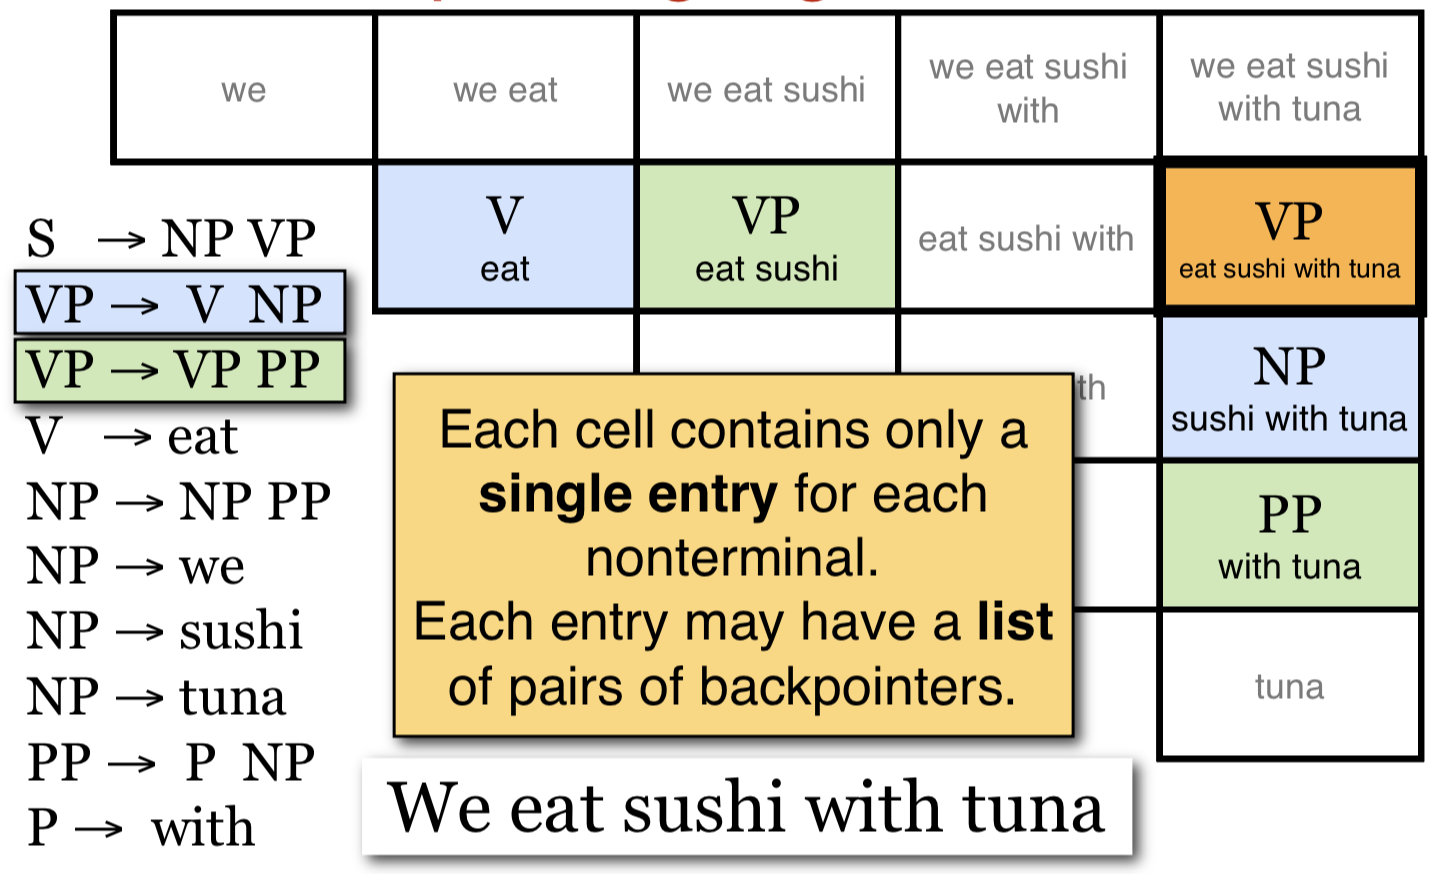 we
we eat
we eat sushi
we eat sushi
with
we eat sushi
with tuna
V
eat
VP
eat sushi
eat sushi with
VP
eat sushi with tuna
NP
sushi with tuna
PP
with tuna
tuna
S → NP VP
VP → V NP
VP → VP PP
V → eat
NP → NP PP
NP → we
NP → sushi
NP → tuna
PP → P NP
P → with
Each cell contains only a
single entry for each
nonterminal.
Each entry may have a list
of pairs of backpointers.
We eat sushi with tuna